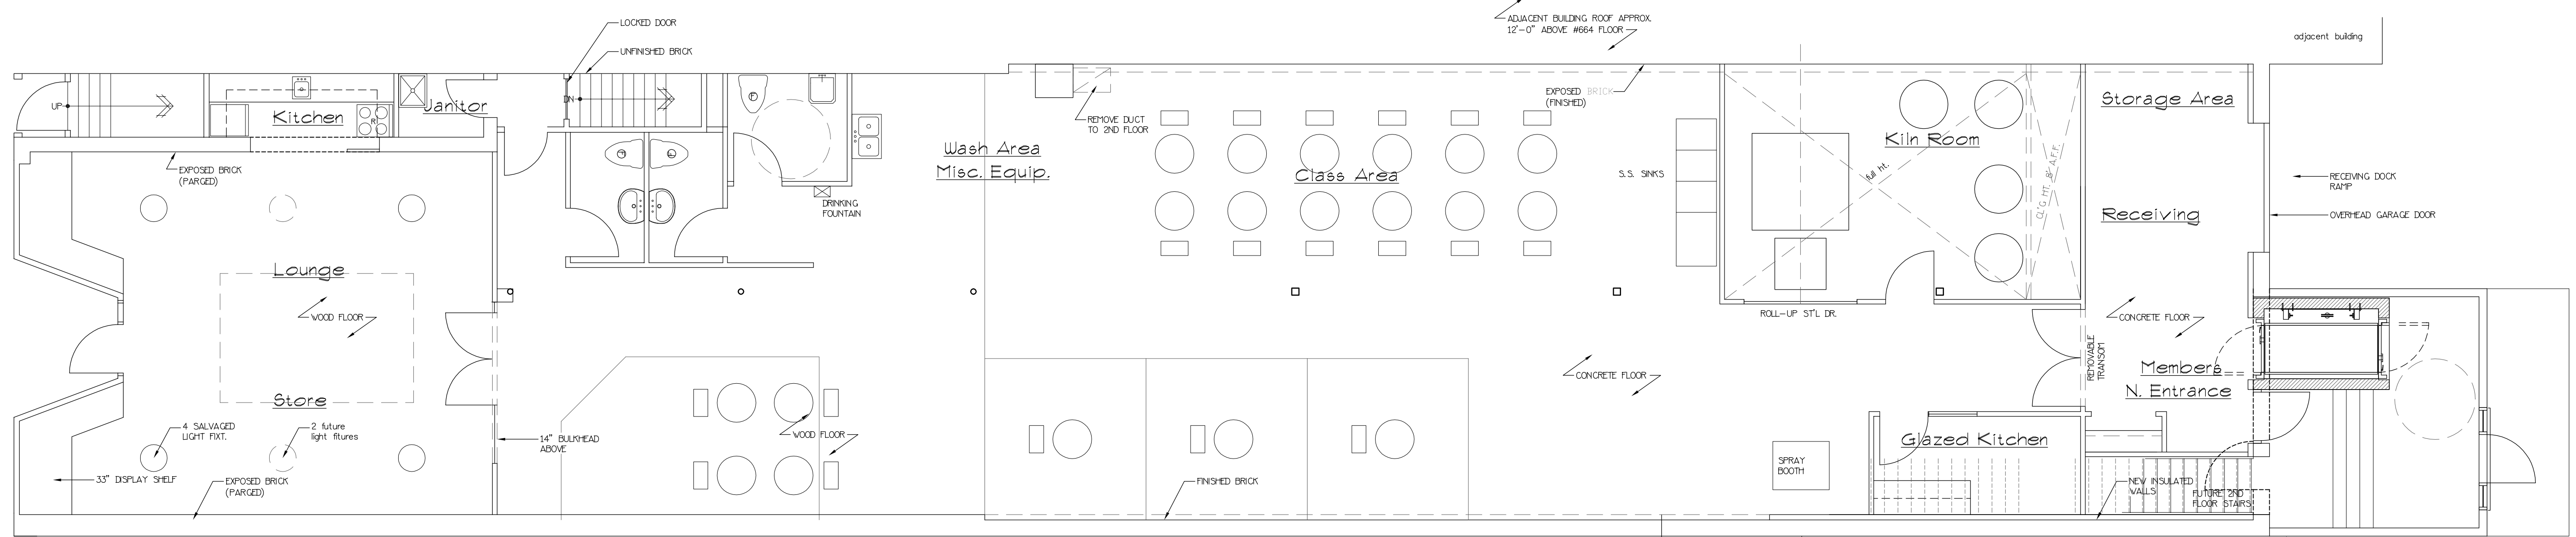 LOCKED DOOR
UNFINISHED BRICK
ADJACENT BUILDING ROOF APPROX.
12'-0" ABOVE #664 FLOOR
adjacent building
UP
Kitchen
R
Janitor
DN
F
EXPOSED BRICK
(FINISHED)
REMOVE DUCT
TO 2ND FLOOR
Storage Area
Kiln Room
full ht.
CL'G HT. 8' A.F.F.
EXPOSED BRICK
(PARGED)
Wash Area
Misc. Equip.
Class Area
S.S. SINKS
DRINKING
FOUNTAIN
RECEIVING DOCK
RAMP
Receiving
OVERHEAD GARAGE DOOR
Lounge
WOOD FLOOR
ROLL-UP ST'L DR.
CONCRETE FLOOR
REMOVABLE
TRANSOM
Members
N. Entrance
CONCRETE FLOOR
Store
4 SALVAGED
LIGHT FIXT.
2 future
light fitures
14" BULKHEAD
ABOVE
WOOD FLOOR
Glazed Kitchen
SPRAY
BOOTH
33" DISPLAY SHELF
EXPOSED BRICK
(PARGED)
FINISHED BRICK
NEW INSULATED
WALLS
FUTURE 2ND
FLOOR STAIRS